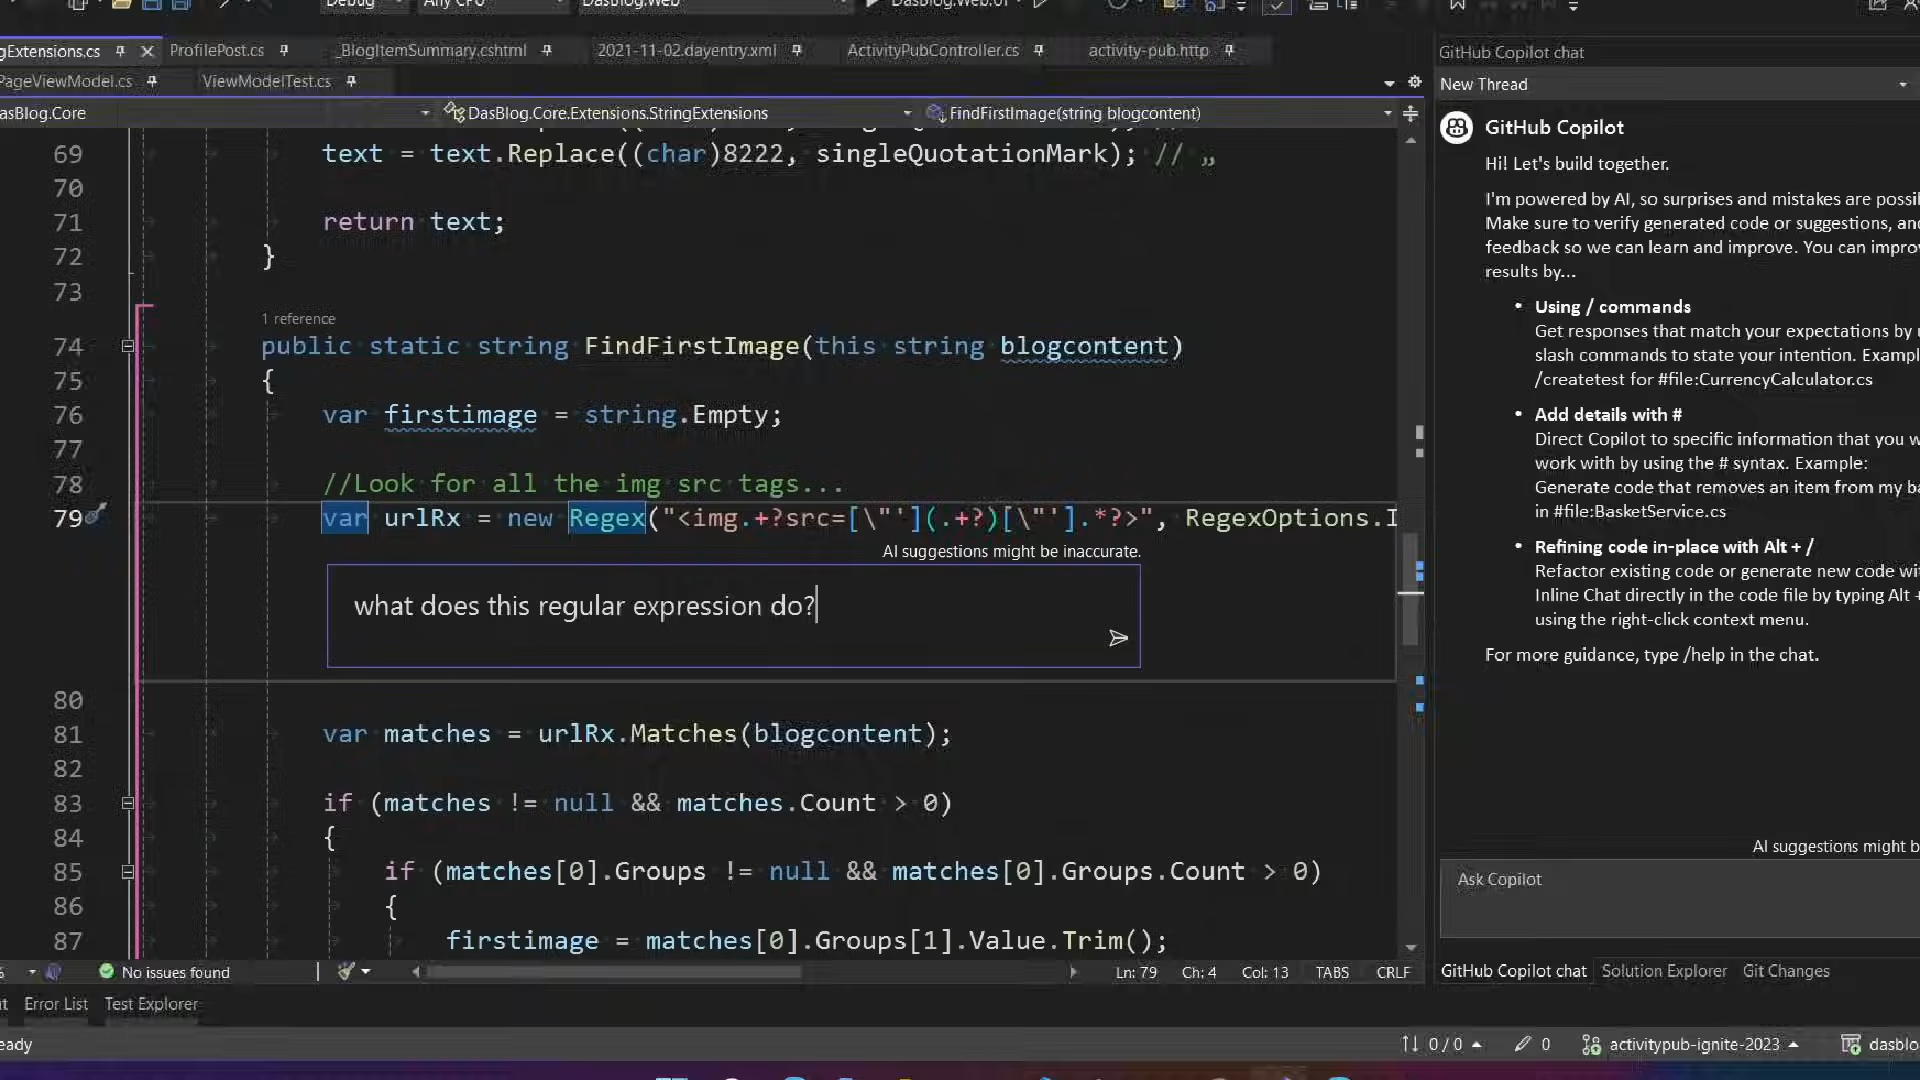 Debug
Any CPU
DasBlog.Web
DasBlog.Web.UI
gExtensions.cs
ProfilePost.cs
_BlogItemSummary.cshtml
2021-11-02.dayentry.xml
ActivityPubController.cs
activity-pub.http
PageViewModel.cs
ViewModelTest.cs
asBlog.Core
DasBlog.Core.Extensions.StringExtensions
FindFirstImage(string blogcontent)
69 text = text.Replace((char)8222, singleQuotationMark); // „
70
71 return text;
72 }
73
1 reference
74 public static string FindFirstImage(this string blogcontent)
75 {
76 var firstimage = string.Empty;
77
78 //Look for all the img src tags...
79 var urlRx = new Regex("<img.+?src=[\"'](.+?)[\"'].*?>", RegexOptions.I
AI suggestions might be inaccurate.
what does this regular expression do?
80
81 var matches = urlRx.Matches(blogcontent);
82
83 if (matches != null && matches.Count > 0)
84 {
85 if (matches[0].Groups != null && matches[0].Groups.Count > 0)
86 {
87 firstimage = matches[0].Groups[1].Value.Trim();
No issues found
Ln: 79 Ch: 4 Col: 13 TABS CRLF
Error List Test Explorer
eady
0 / 0
0
activitypub-ignite-2023
dasblo
GitHub Copilot chat
New Thread
GitHub Copilot
Hi! Let's build together.
I'm powered by AI, so surprises and mistakes are possil
Make sure to verify generated code or suggestions, and
feedback so we can learn and improve. You can impro
results by...
• Using / commands
Get responses that match your expectations by
slash commands to state your intention. Exampl
/createtest for #file:CurrencyCalculator.cs
• Add details with #
Direct Copilot to specific information that you w
work with by using the # syntax. Example:
Generate code that removes an item from my ba
in #file:BasketService.cs
• Refining code in-place with Alt + /
Refactor existing code or generate new code wi
Inline Chat directly in the code file by typing Alt +
using the right-click context menu.
For more guidance, type /help in the chat.
AI suggestions might b
Ask Copilot
GitHub Copilot chat Solution Explorer Git Changes